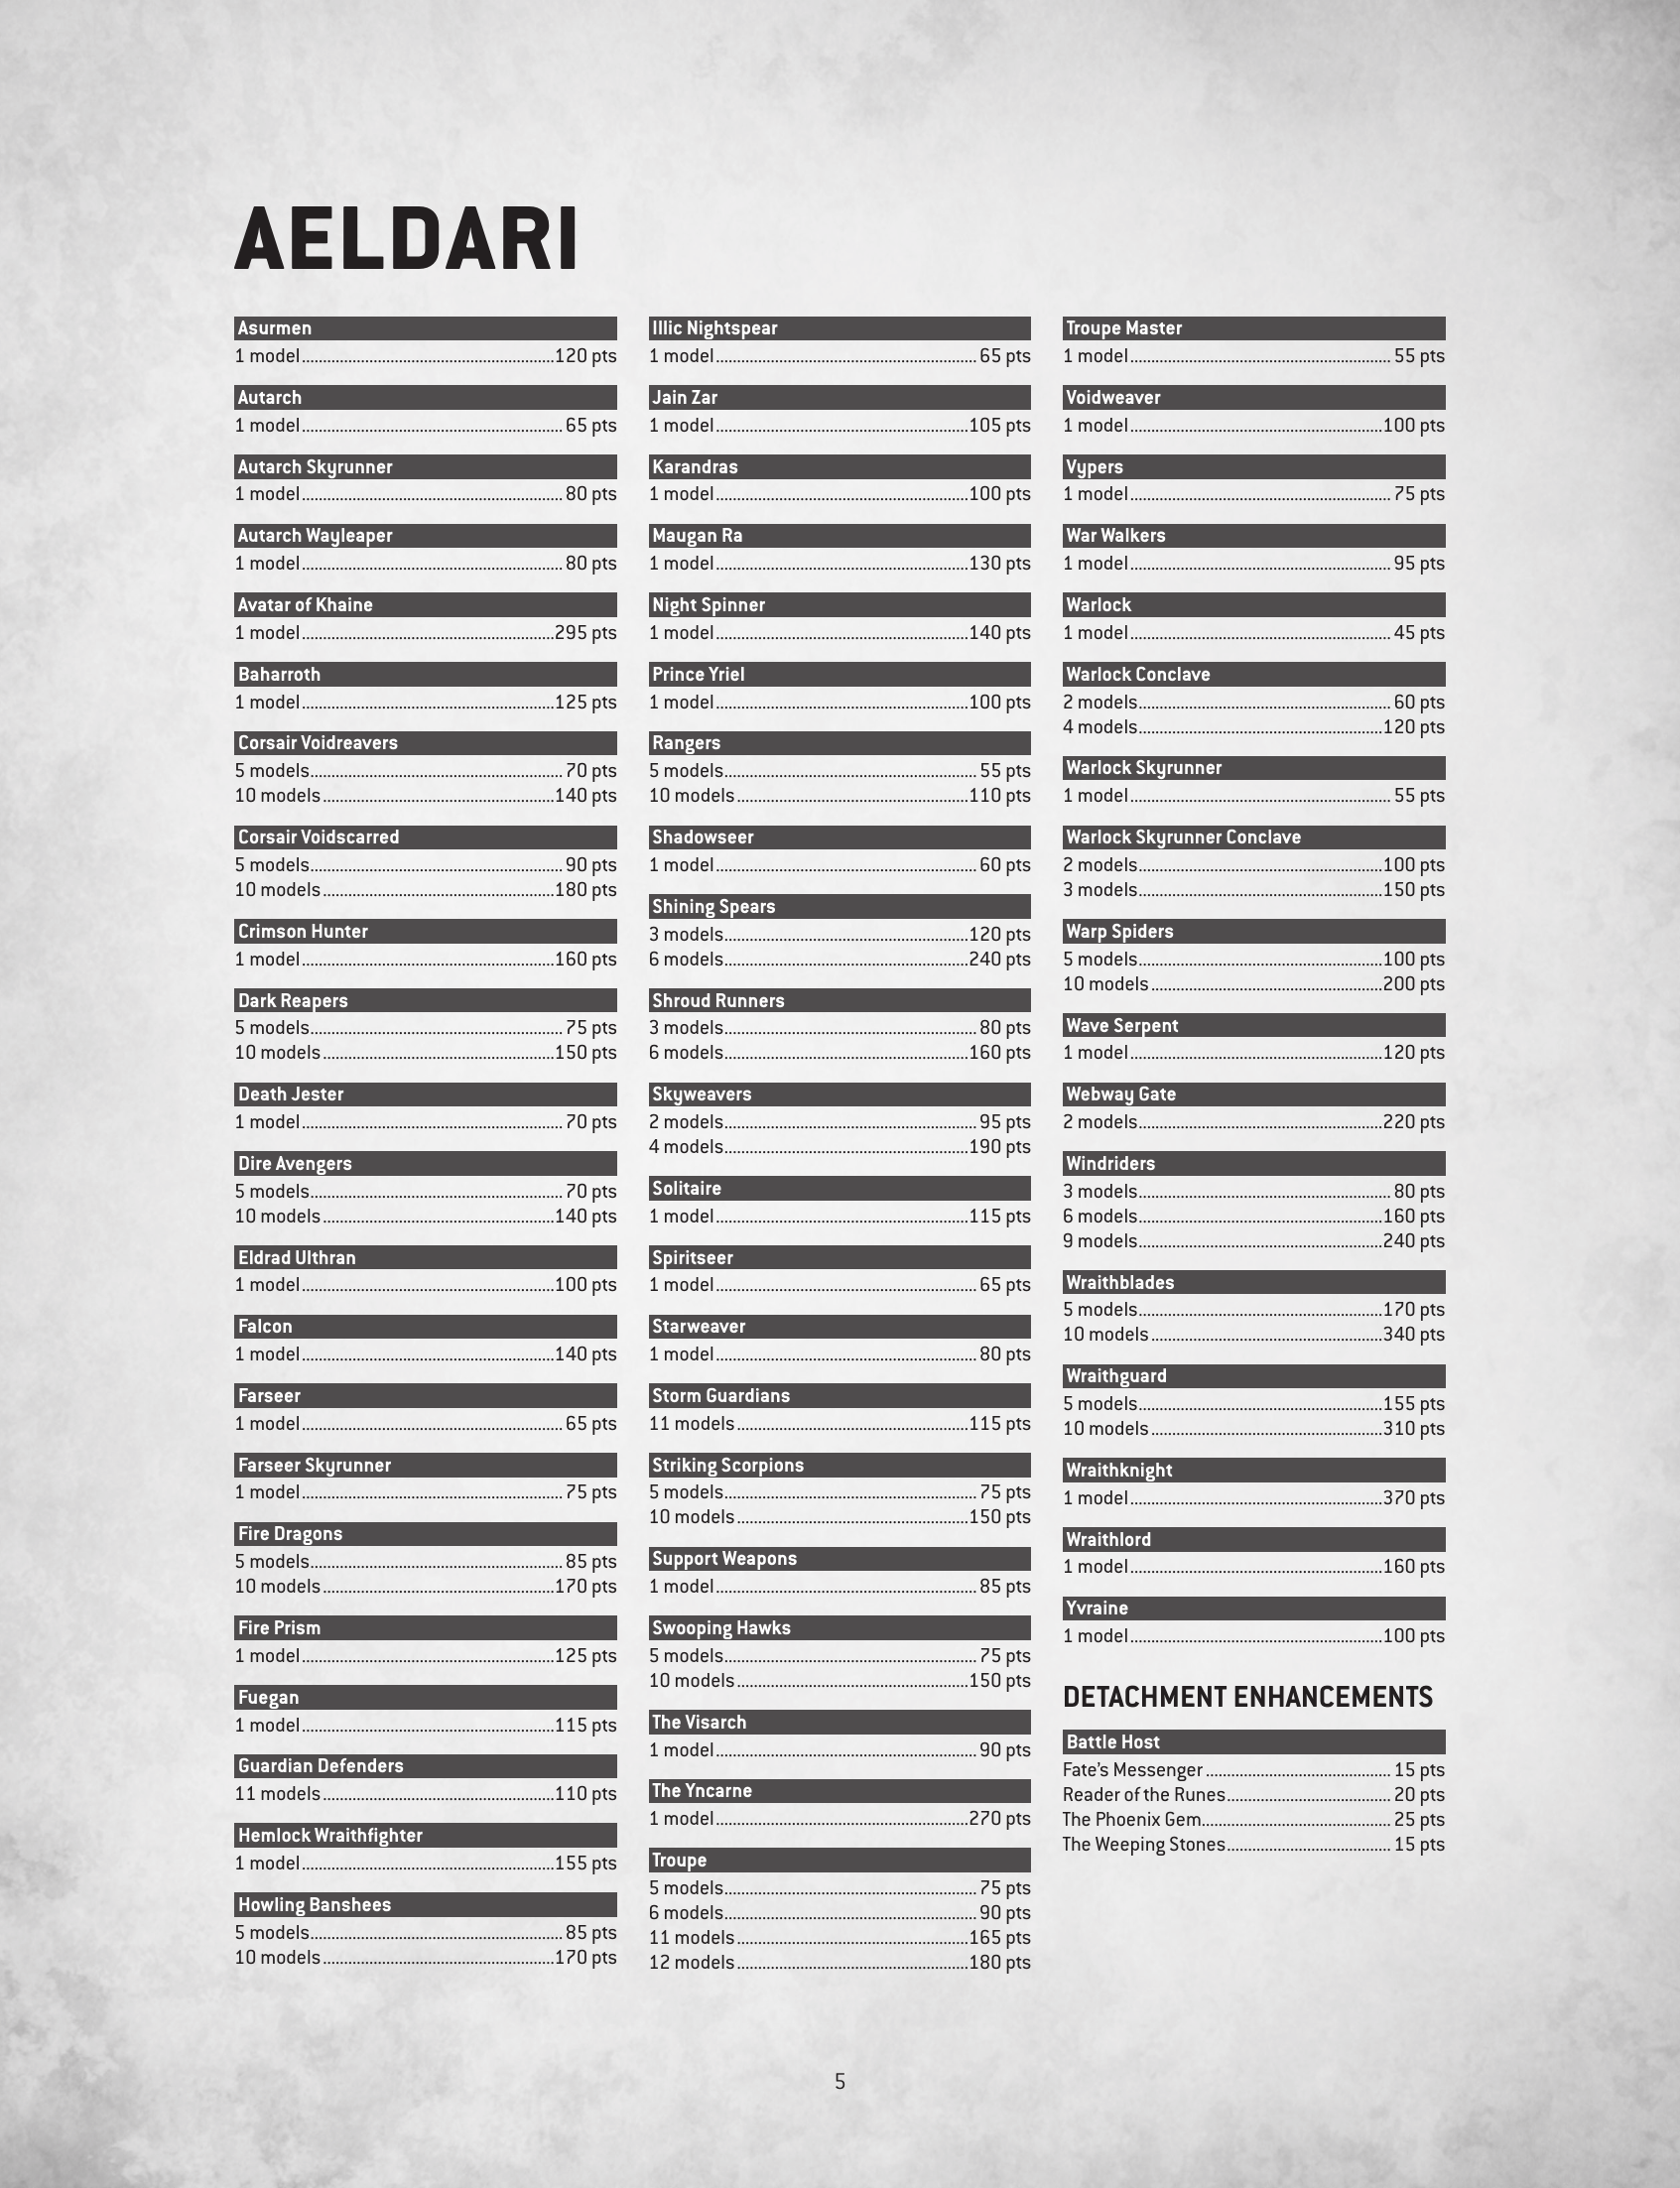 AELDARI
Asurmen
1 model........120 pts
Autarch
1 model........65 pts
Autarch Skyrunner
1 model........80 pts
Autarch Wayleaper
1 model........80 pts
Avatar of Khaine
1 model........295 pts
Baharroth
1 model........125 pts
Corsair Voidreavers
5 models........70 pts
10 models........140 pts
Corsair Voidscarred
5 models........90 pts
10 models........180 pts
Crimson Hunter
1 model........160 pts
Dark Reapers
5 models........75 pts
10 models........150 pts
Death Jester
1 model........70 pts
Dire Avengers
5 models........70 pts
10 models........140 pts
Eldrad Ulthran
1 model........100 pts
Falcon
1 model........140 pts
Farseer
1 model........65 pts
Farseer Skyrunner
1 model........75 pts
Fire Dragons
5 models........85 pts
10 models........170 pts
Fire Prism
1 model........125 pts
Fuegan
1 model........115 pts
Guardian Defenders
11 models........110 pts
Hemlock Wraithfighter
1 model........155 pts
Howling Banshees
5 models........85 pts
10 models........170 pts
Illic Nightspear
1 model........65 pts
Jain Zar
1 model........105 pts
Karandras
1 model........100 pts
Maugan Ra
1 model........130 pts
Night Spinner
1 model........140 pts
Prince Yriel
1 model........100 pts
Rangers
5 models........55 pts
10 models........110 pts
Shadowseer
1 model........60 pts
Shining Spears
3 models........120 pts
6 models........240 pts
Shroud Runners
3 models........80 pts
6 models........160 pts
Skyweavers
2 models........95 pts
4 models........190 pts
Solitaire
1 model........115 pts
Spiritseer
1 model........65 pts
Starweaver
1 model........80 pts
Storm Guardians
11 models........115 pts
Striking Scorpions
5 models........75 pts
10 models........150 pts
Support Weapons
1 model........85 pts
Swooping Hawks
5 models........75 pts
10 models........150 pts
The Visarch
1 model........90 pts
The Yncarne
1 model........270 pts
Troupe
5 models........75 pts
6 models........90 pts
11 models........165 pts
12 models........180 pts
Troupe Master
1 model........55 pts
Voidweaver
1 model........100 pts
Vypers
1 model........75 pts
War Walkers
1 model........95 pts
Warlock
1 model........45 pts
Warlock Conclave
2 models........60 pts
4 models........120 pts
Warlock Skyrunner
1 model........55 pts
Warlock Skyrunner Conclave
2 models........100 pts
3 models........150 pts
Warp Spiders
5 models........100 pts
10 models........200 pts
Wave Serpent
1 model........120 pts
Webway Gate
2 models........220 pts
Windriders
3 models........80 pts
6 models........160 pts
9 models........240 pts
Wraithblades
5 models........170 pts
10 models........340 pts
Wraithguard
5 models........155 pts
10 models........310 pts
Wraithknight
1 model........370 pts
Wraithlord
1 model........160 pts
Yvraine
1 model........100 pts
DETACHMENT ENHANCEMENTS
Battle Host
Fate’s Messenger........15 pts
Reader of the Runes........20 pts
The Phoenix Gem........25 pts
The Weeping Stones........15 pts
5